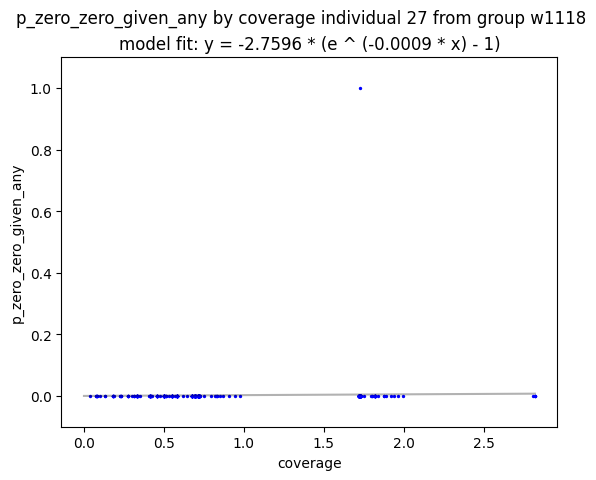 p_zero_zero_given_any by coverage individual 27 from group w1118
model fit: y = -2.7596 * (e ^ (-0.0009 * x) - 1)
1.0
0.8
0.6
0.4
0.2
0.0
p_zero_zero_given_any
0.0 0.5 1.0 1.5 2.0 2.5
coverage